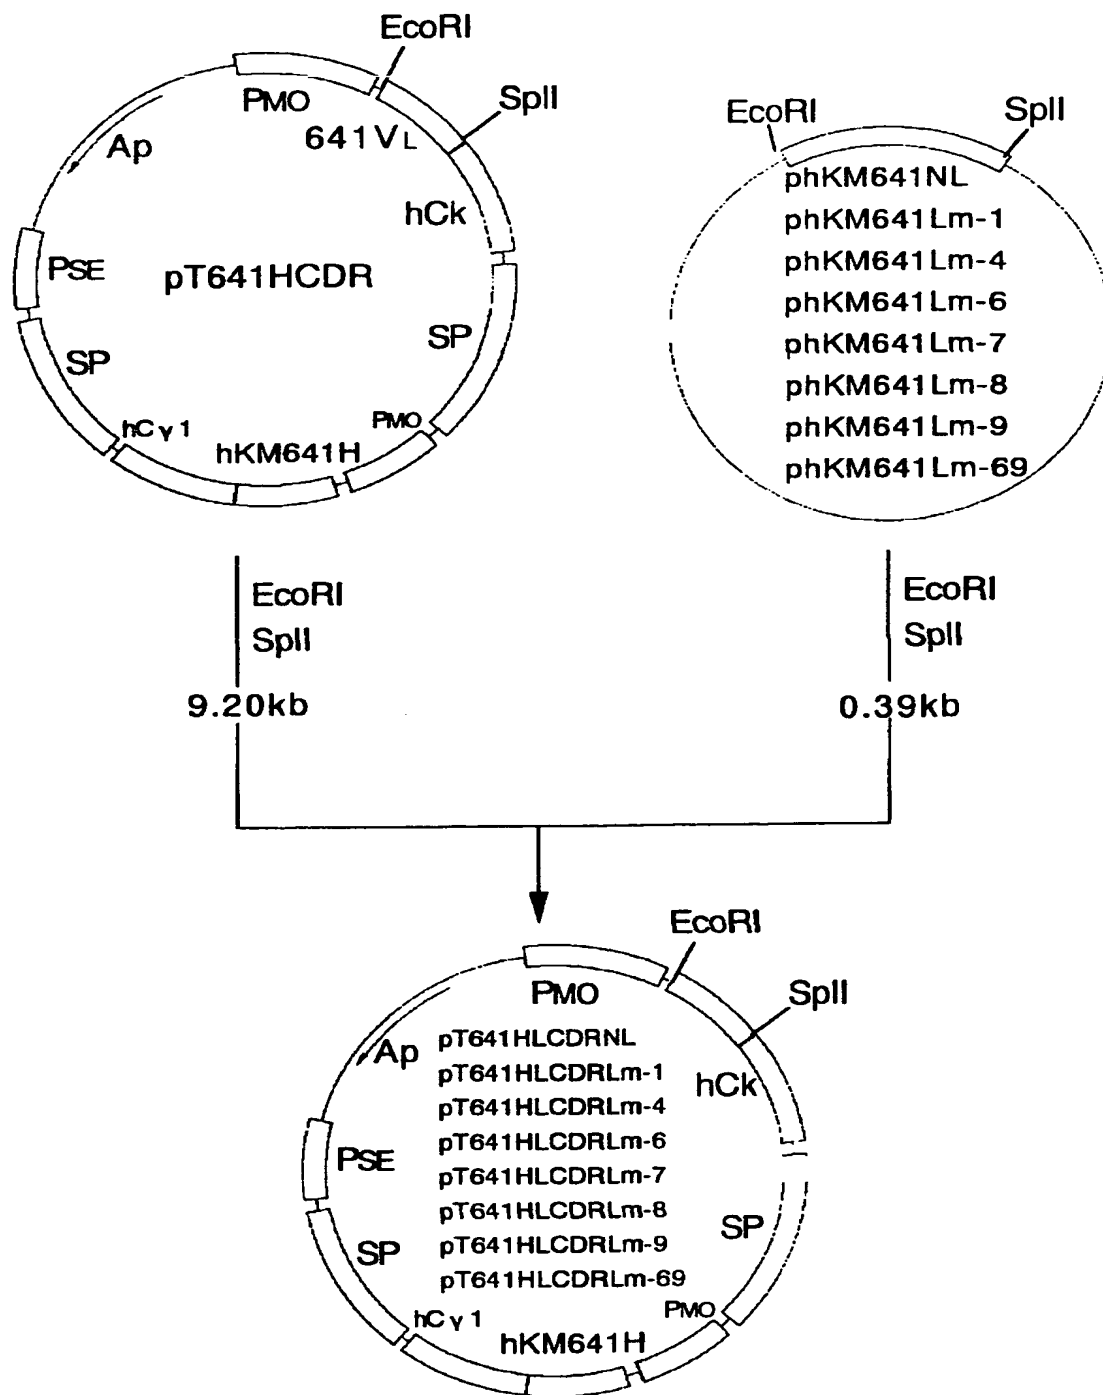 EcoRI
SplI
PMO
641VL
Ap
hCk
PSE
pT641HCDR
SP
SP
hCγ1
PMO
hKM641H
EcoRI
SplI
phKM641NL
phKM641Lm-1
phKM641Lm-4
phKM641Lm-6
phKM641Lm-7
phKM641Lm-8
phKM641Lm-9
phKM641Lm-69
EcoRI
SplI
9.20kb
EcoRI
SplI
0.39kb
EcoRI
SplI
PMO
Ap
hCk
pT641HLCDRNL
pT641HLCDRLm-1
pT641HLCDRLm-4
pT641HLCDRLm-6
pT641HLCDRLm-7
pT641HLCDRLm-8
pT641HLCDRLm-9
pT641HLCDRLm-69
PSE
SP
SP
hCγ1
PMO
hKM641H